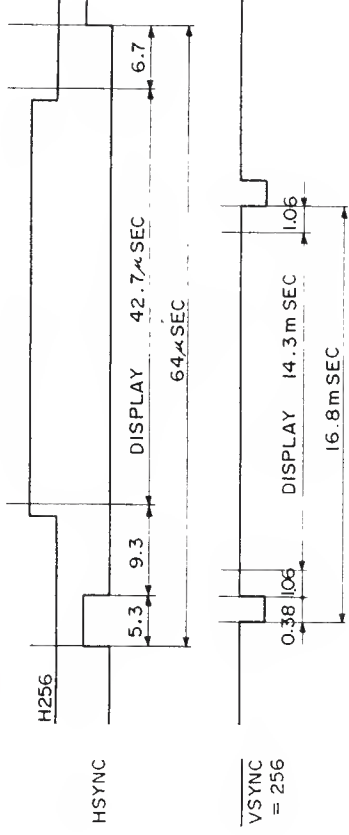 H256
HSYNC
5.3
9.3
DISPLAY 42.7μSEC
6.7
64μSEC
VSYNC
= 256
0.38
1.06
DISPLAY 14.3mSEC
1.06
16.8mSEC